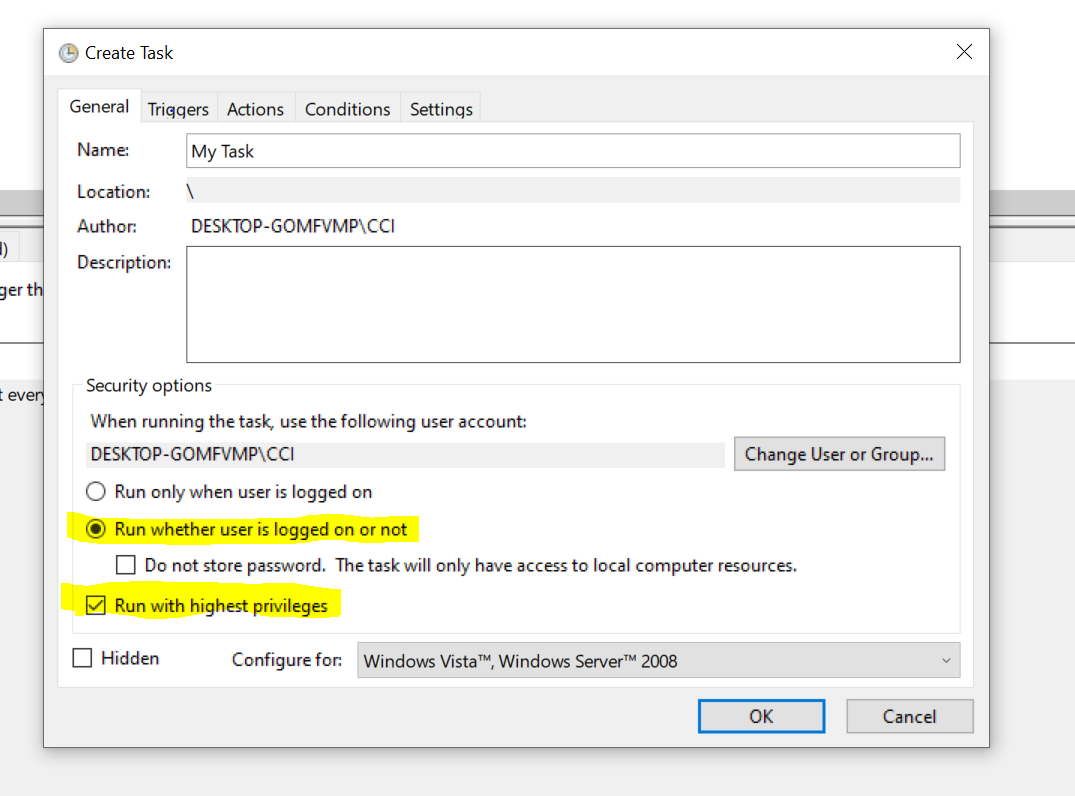 Create Task
General Triggers Actions Conditions Settings
Name: My Task
Location: \
Author: DESKTOP-GOMFVMP\CCI
Description:
Security options
When running the task, use the following user account:
DESKTOP-GOMFVMP\CCI Change User or Group...
Run only when user is logged on
Run whether user is logged on or not
Do not store password. The task will only have access to local computer resources.
Run with highest privileges
Hidden Configure for: Windows Vista™, Windows Server™ 2008
OK Cancel
ger th
t every